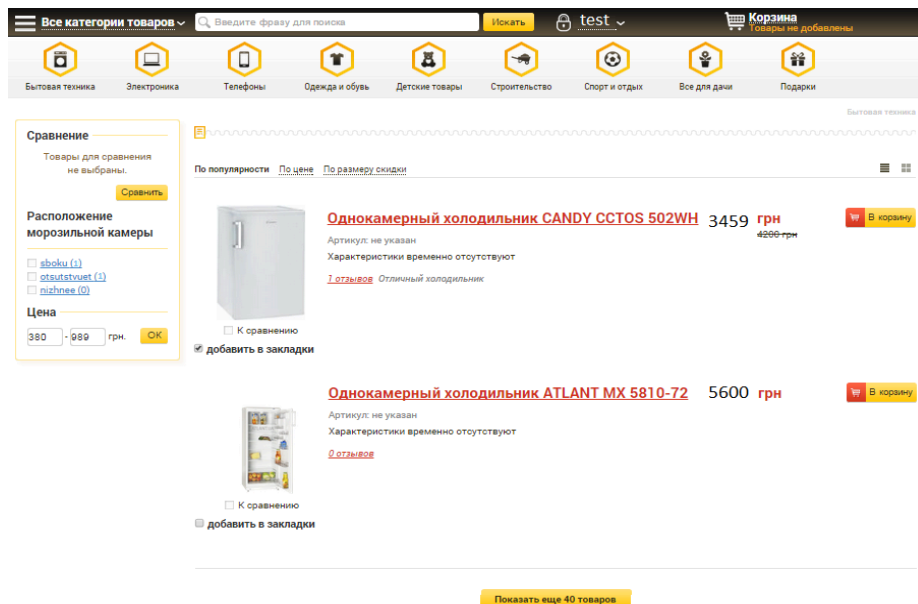 Все категории товаров
Введите фразу для поиска
Искать
test
Корзина
Товары не добавлены
Бытовая техника
Электроника
Телефоны
Одежда и обувь
Детские товары
Строительство
Спорт и отдых
Все для дачи
Подарки
Бытовая техника
Сравнение
Товары для сравнения
не выбраны.
Сравнить
Расположение
морозильной камеры
sboku (1)
otsutstvuet (1)
nizhnee (0)
Цена
380 - 989 грн. OK
По популярности По цене По размеру скидки
Однокамерный холодильник CANDY CCTOS 502WH 3459 грн
4200 грн
В корзину
Артикул: не указан
Характеристики временно отсутствуют
1 отзывов Отличный холодильник
К сравнению
добавить в закладки
Однокамерный холодильник ATLANT MX 5810-72 5600 грн
В корзину
Артикул: не указан
Характеристики временно отсутствуют
0 отзывов
К сравнению
добавить в закладки
Показать еще 40 товаров